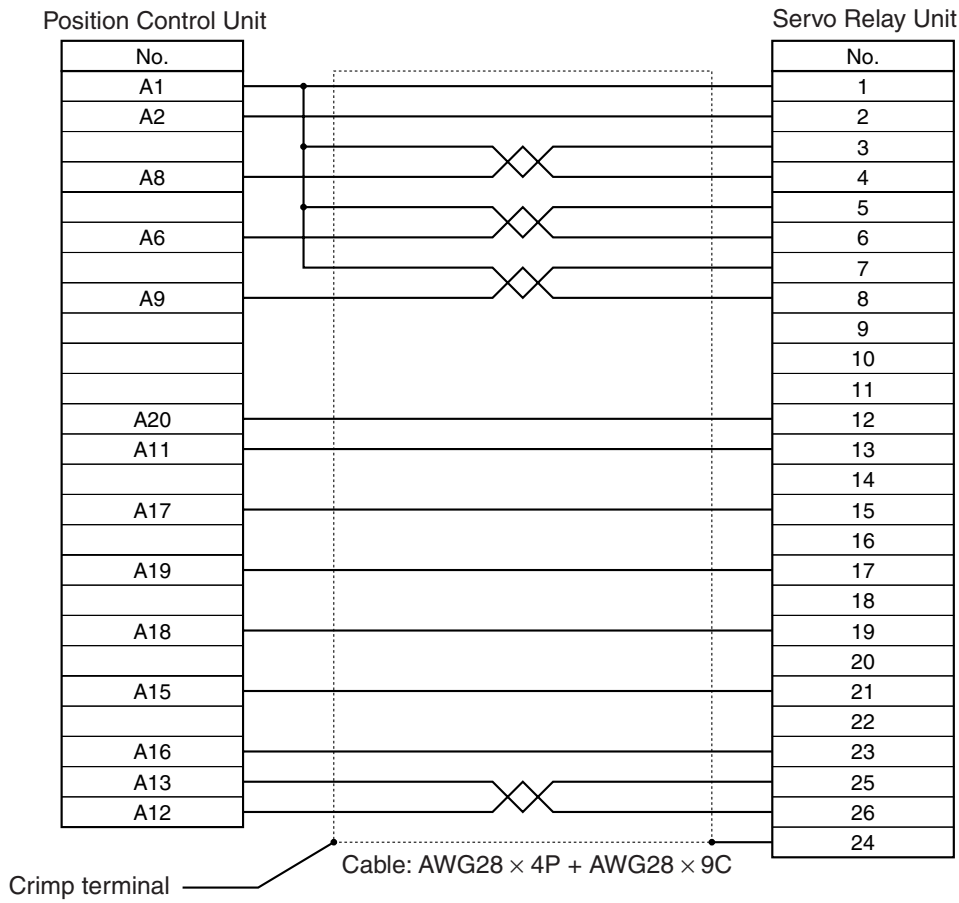 Position Control Unit Servo Relay Unit
No. No.
A1 1
A2 2
3
A8 4
5
A6 6
7
A9 8
9
10
11
A20 12
A11 13
14
A17 15
16
A19 17
18
A18 19
20
A15 21
22
A16 23
A13 25
A12 26
24
Cable: AWG28 × 4P + AWG28 × 9C
Crimp terminal